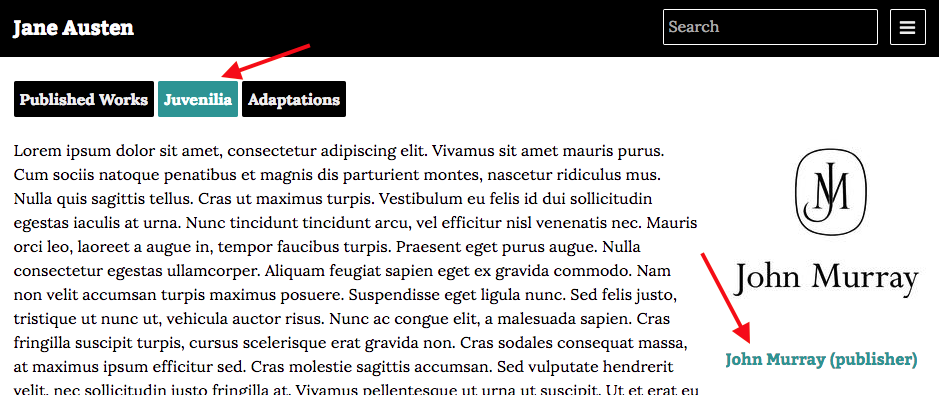 Jane Austen
Search
Published Works
Juvenilia
Adaptations
Lorem ipsum dolor sit amet, consectetur adipiscing elit. Vivamus sit amet mauris purus.
Cum sociis natoque penatibus et magnis dis parturient montes, nascetur ridiculus mus.
Nulla quis sagittis tellus. Cras ut maximus turpis. Vestibulum eu felis id dui sollicitudin
egestas iaculis at urna. Nunc tincidunt tincidunt arcu, vel efficitur nisl venenatis nec. Mauris
orci leo, laoreet a augue in, tempor faucibus turpis. Praesent eget purus augue. Nulla
consectetur egestas ullamcorper. Aliquam feugiat sapien eget ex gravida commodo. Nam
non velit accumsan turpis maximus posuere. Suspendisse eget ligula nunc. Sed felis justo,
tristique ut nunc ut, vehicula auctor risus. Nunc ac congue elit, a malesuada sapien. Cras
fringilla suscipit turpis, cursus scelerisque erat gravida non. Cras sodales consequat massa,
at maximus ipsum efficitur sed. Cras molestie sagittis accumsan. Sed vulputate hendrerit
velit, nec sollicitudin justo fringilla at. Vivamus pellentesque ut urna ut suscipit. Ut et erat eu
JM
John Murray
John Murray (publisher)